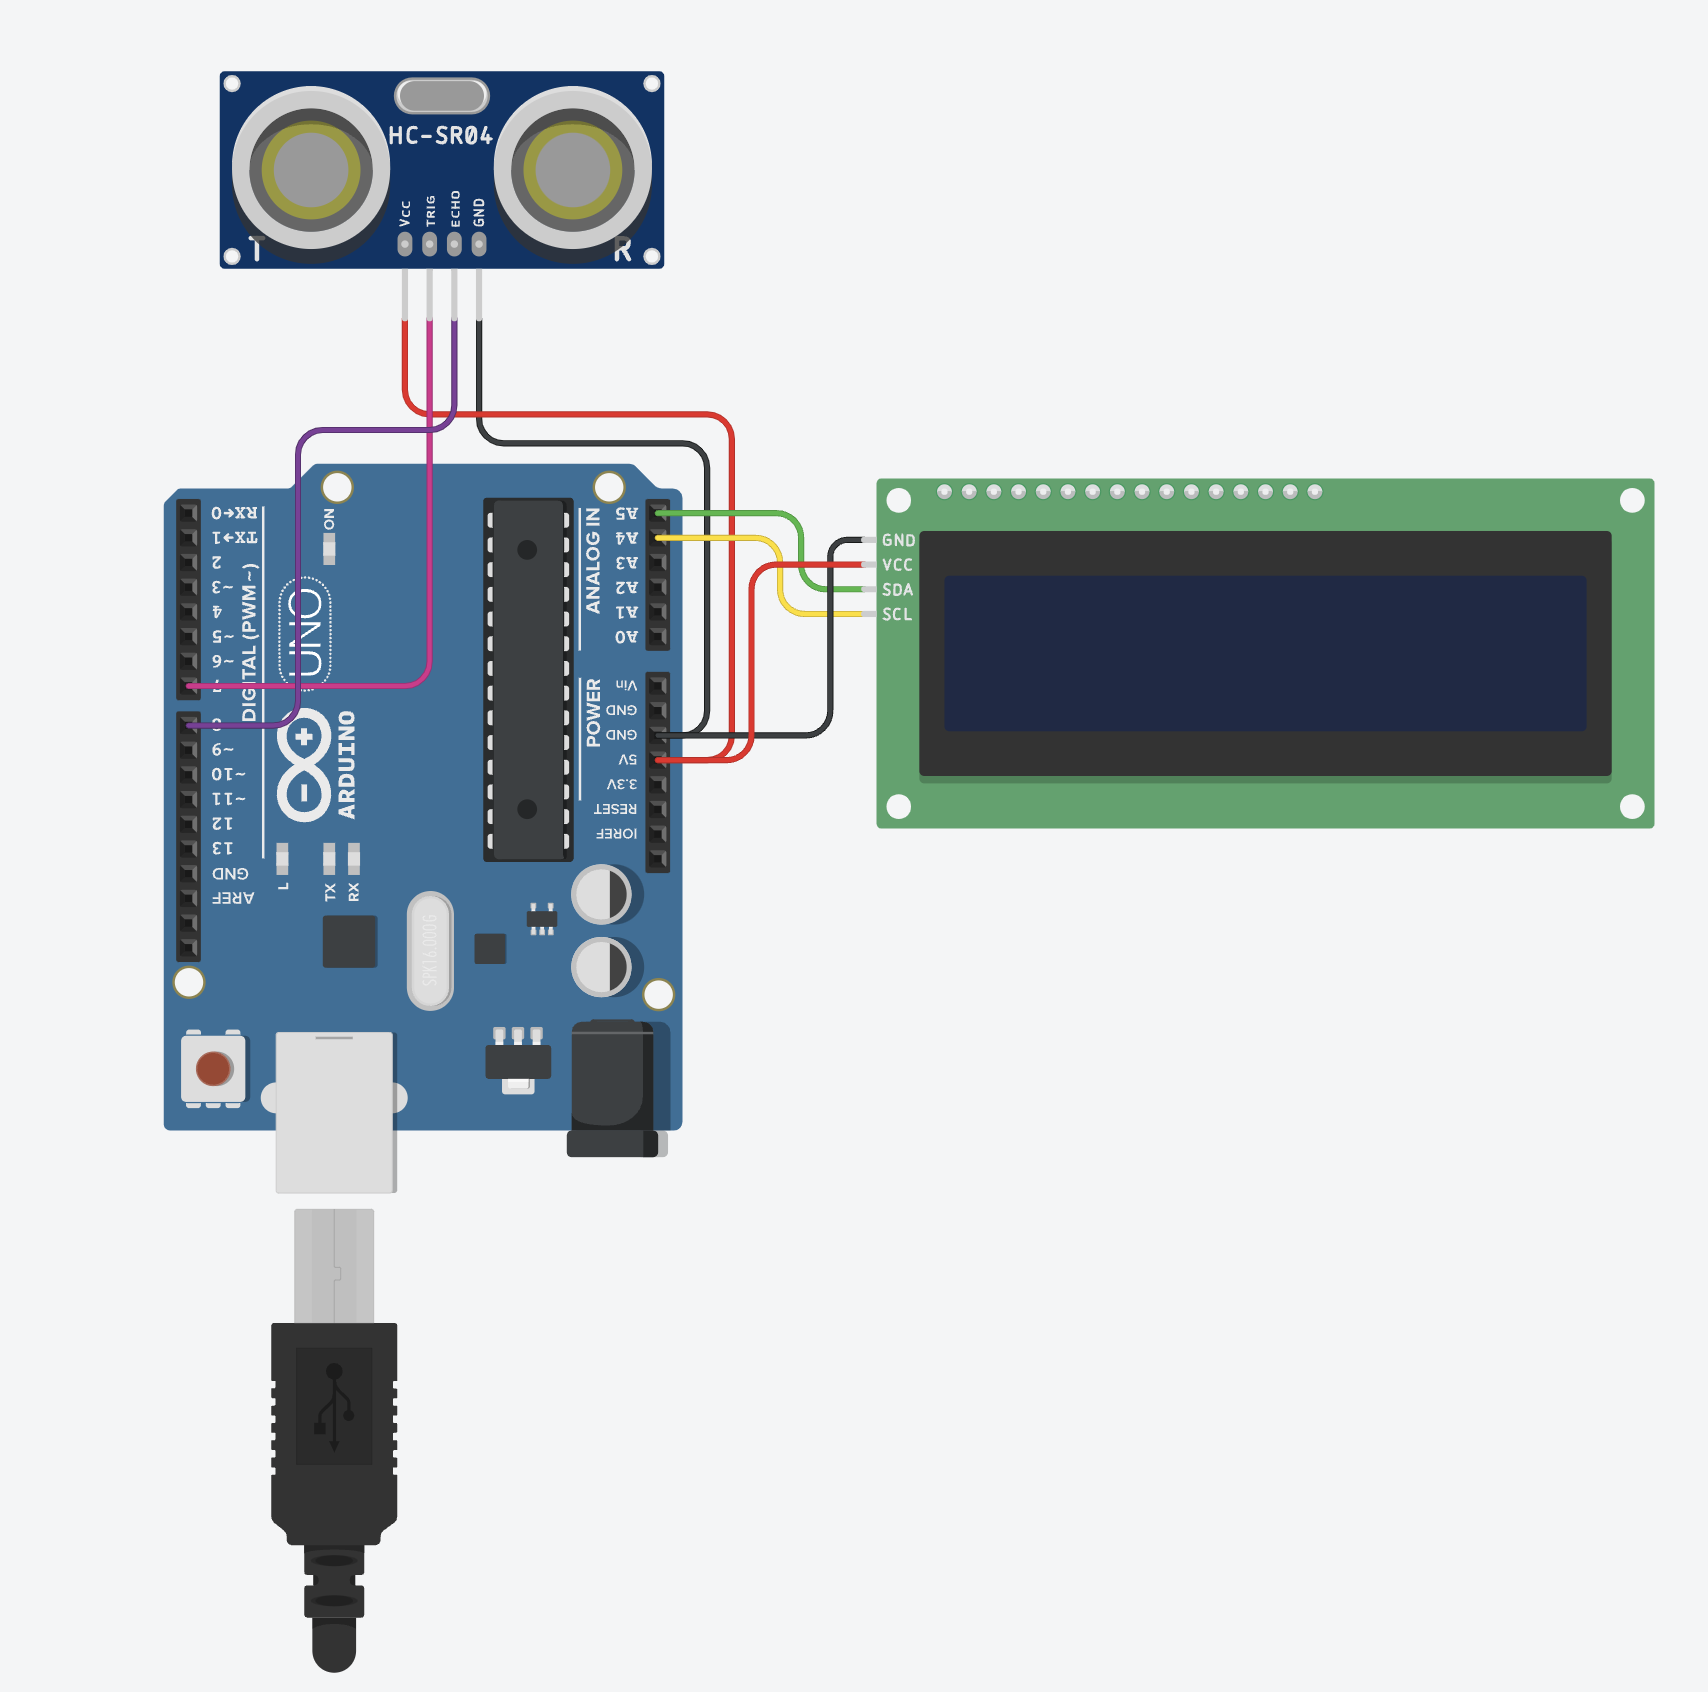 HC-SR04
VCC
TRIG
ECHO
GND
T
R
RX←0
TX→1
2
~3
4
~5
~6
7
8
~9
~10
~11
12
13
GND
AREF
DIGITAL (PWM~)
ON
UNO
ARDUINO
L
TX
RX
SPK16.000G
ANALOG IN
A5
A4
A3
A2
A1
A0
POWER
Vin
GND
GND
5V
3.3V
RESET
IOREF
GND
VCC
SDA
SCL